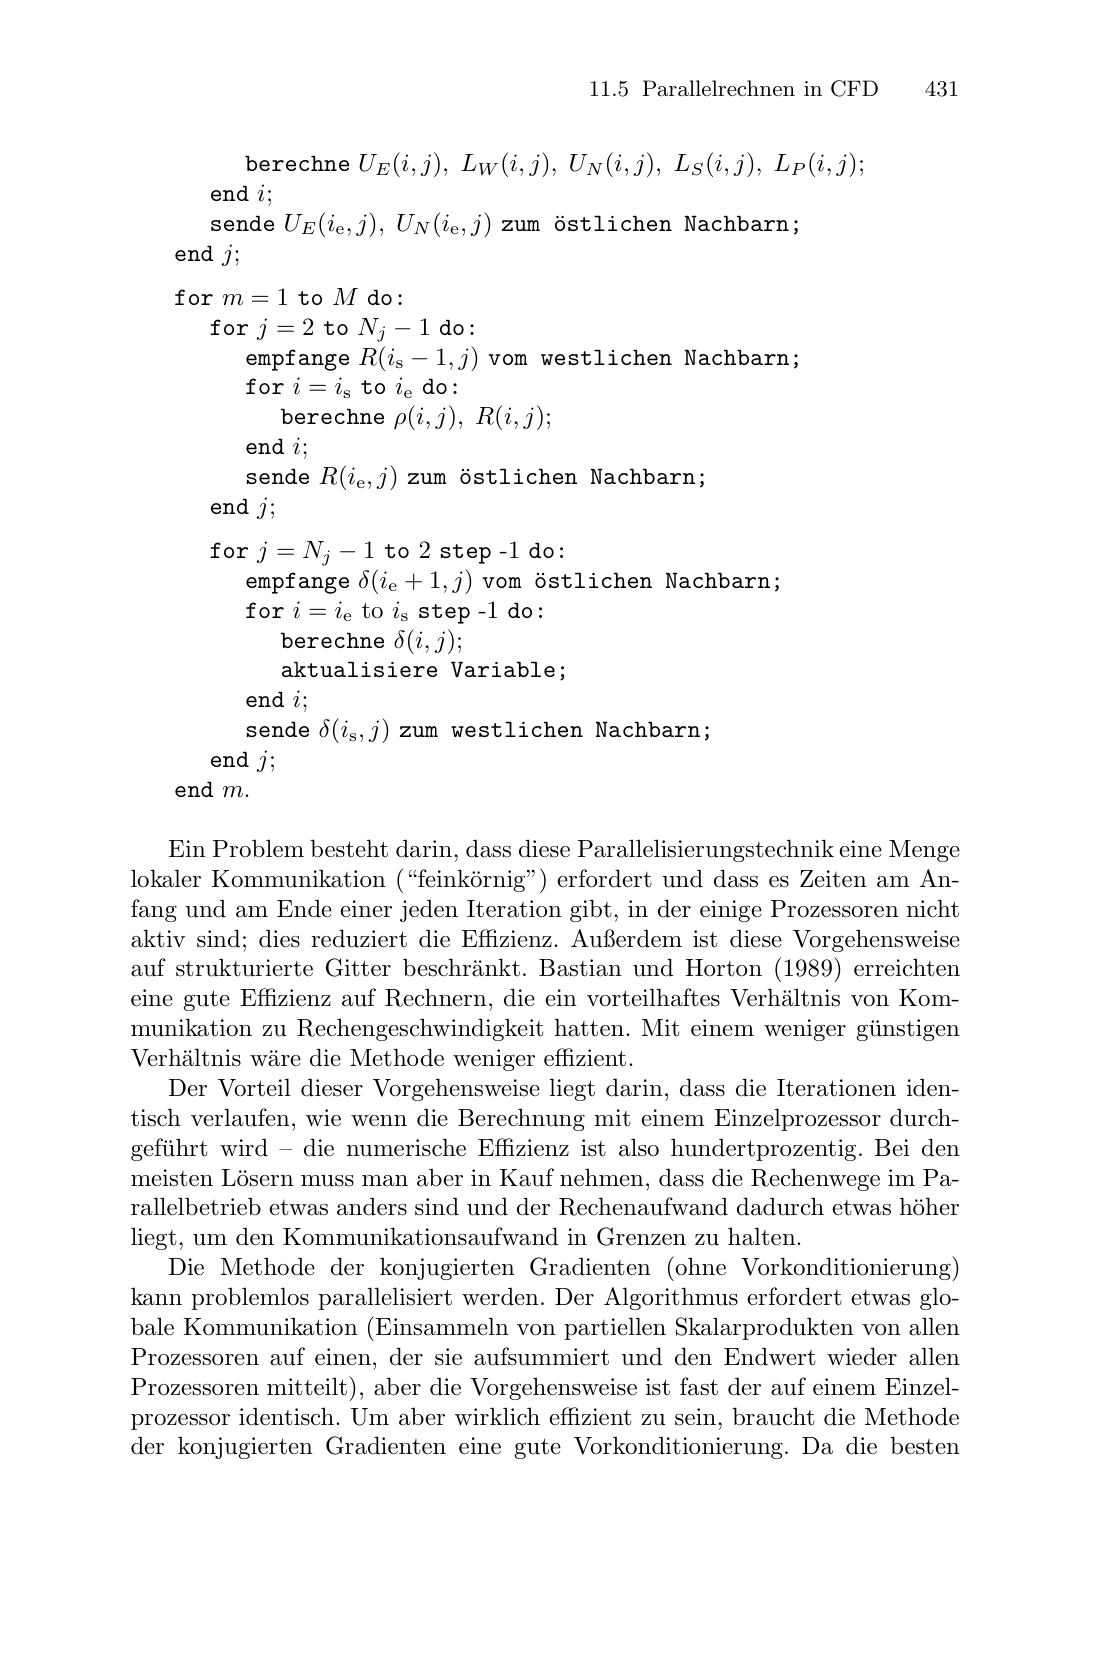 11.5 Parallelrechnen in CFD 431
berechne U_E(i, j), L_W(i, j), U_N(i, j), L_S(i, j), L_P(i, j);
end i;
sende U_E(i_e, j), U_N(i_e, j) zum östlichen Nachbarn;
end j;
for m = 1 to M do:
for j = 2 to N_j − 1 do:
empfange R(i_s − 1, j) vom westlichen Nachbarn;
for i = i_s to i_e do:
berechne ρ(i, j), R(i, j);
end i;
sende R(i_e, j) zum östlichen Nachbarn;
end j;
for j = N_j − 1 to 2 step -1 do:
empfange δ(i_e + 1, j) vom östlichen Nachbarn;
for i = i_e to i_s step -1 do:
berechne δ(i, j);
aktualisiere Variable;
end i;
sende δ(i_s, j) zum westlichen Nachbarn;
end j;
end m.
Ein Problem besteht darin, dass diese Parallelisierungstechnik eine Menge
lokaler Kommunikation (“feinkörnig”) erfordert und dass es Zeiten am An-
fang und am Ende einer jeden Iteration gibt, in der einige Prozessoren nicht
aktiv sind; dies reduziert die Effizienz. Außerdem ist diese Vorgehensweise
auf strukturierte Gitter beschränkt. Bastian und Horton (1989) erreichten
eine gute Effizienz auf Rechnern, die ein vorteilhaftes Verhältnis von Kom-
munikation zu Rechengeschwindigkeit hatten. Mit einem weniger günstigen
Verhältnis wäre die Methode weniger effizient.
Der Vorteil dieser Vorgehensweise liegt darin, dass die Iterationen iden-
tisch verlaufen, wie wenn die Berechnung mit einem Einzelprozessor durch-
geführt wird – die numerische Effizienz ist also hundertprozentig. Bei den
meisten Lösern muss man aber in Kauf nehmen, dass die Rechenwege im Pa-
rallelbetrieb etwas anders sind und der Rechenaufwand dadurch etwas höher
liegt, um den Kommunikationsaufwand in Grenzen zu halten.
Die Methode der konjugierten Gradienten (ohne Vorkonditionierung)
kann problemlos parallelisiert werden. Der Algorithmus erfordert etwas glo-
bale Kommunikation (Einsammeln von partiellen Skalarprodukten von allen
Prozessoren auf einen, der sie aufsummiert und den Endwert wieder allen
Prozessoren mitteilt), aber die Vorgehensweise ist fast der auf einem Einzel-
prozessor identisch. Um aber wirklich effizient zu sein, braucht die Methode
der konjugierten Gradienten eine gute Vorkonditionierung. Da die besten